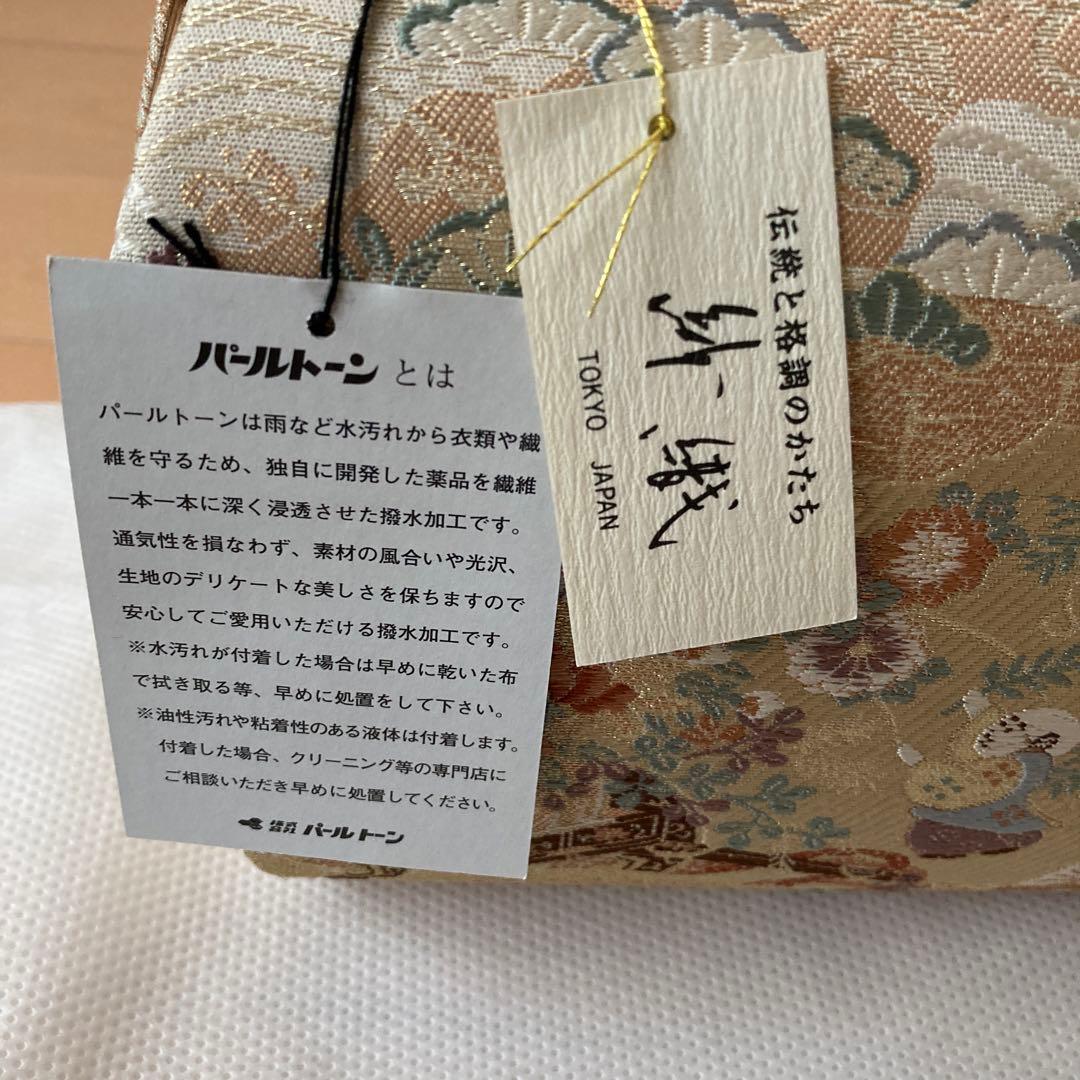 パールトーンとは
パールトーンは雨など水汚れから衣類や繊
維を守るため、独自に開発した薬品を繊維
一本一本に深く浸透させた撥水加工です。
通気性を損なわず、素材の風合いや光沢、
生地のデリケートな美しさを保ちますので
安心してご愛用いただける撥水加工です。
※水汚れが付着した場合は早めに乾いた布
で拭き取る等、早めに処置をして下さい。
※油性汚れや粘着性のある液体は付着します。
付着した場合、クリーニング等の専門店に
ご相談いただき早めに処置してください。
株式会社 パールトーン
伝統と格調のかたち
織
TOKYO JAPAN